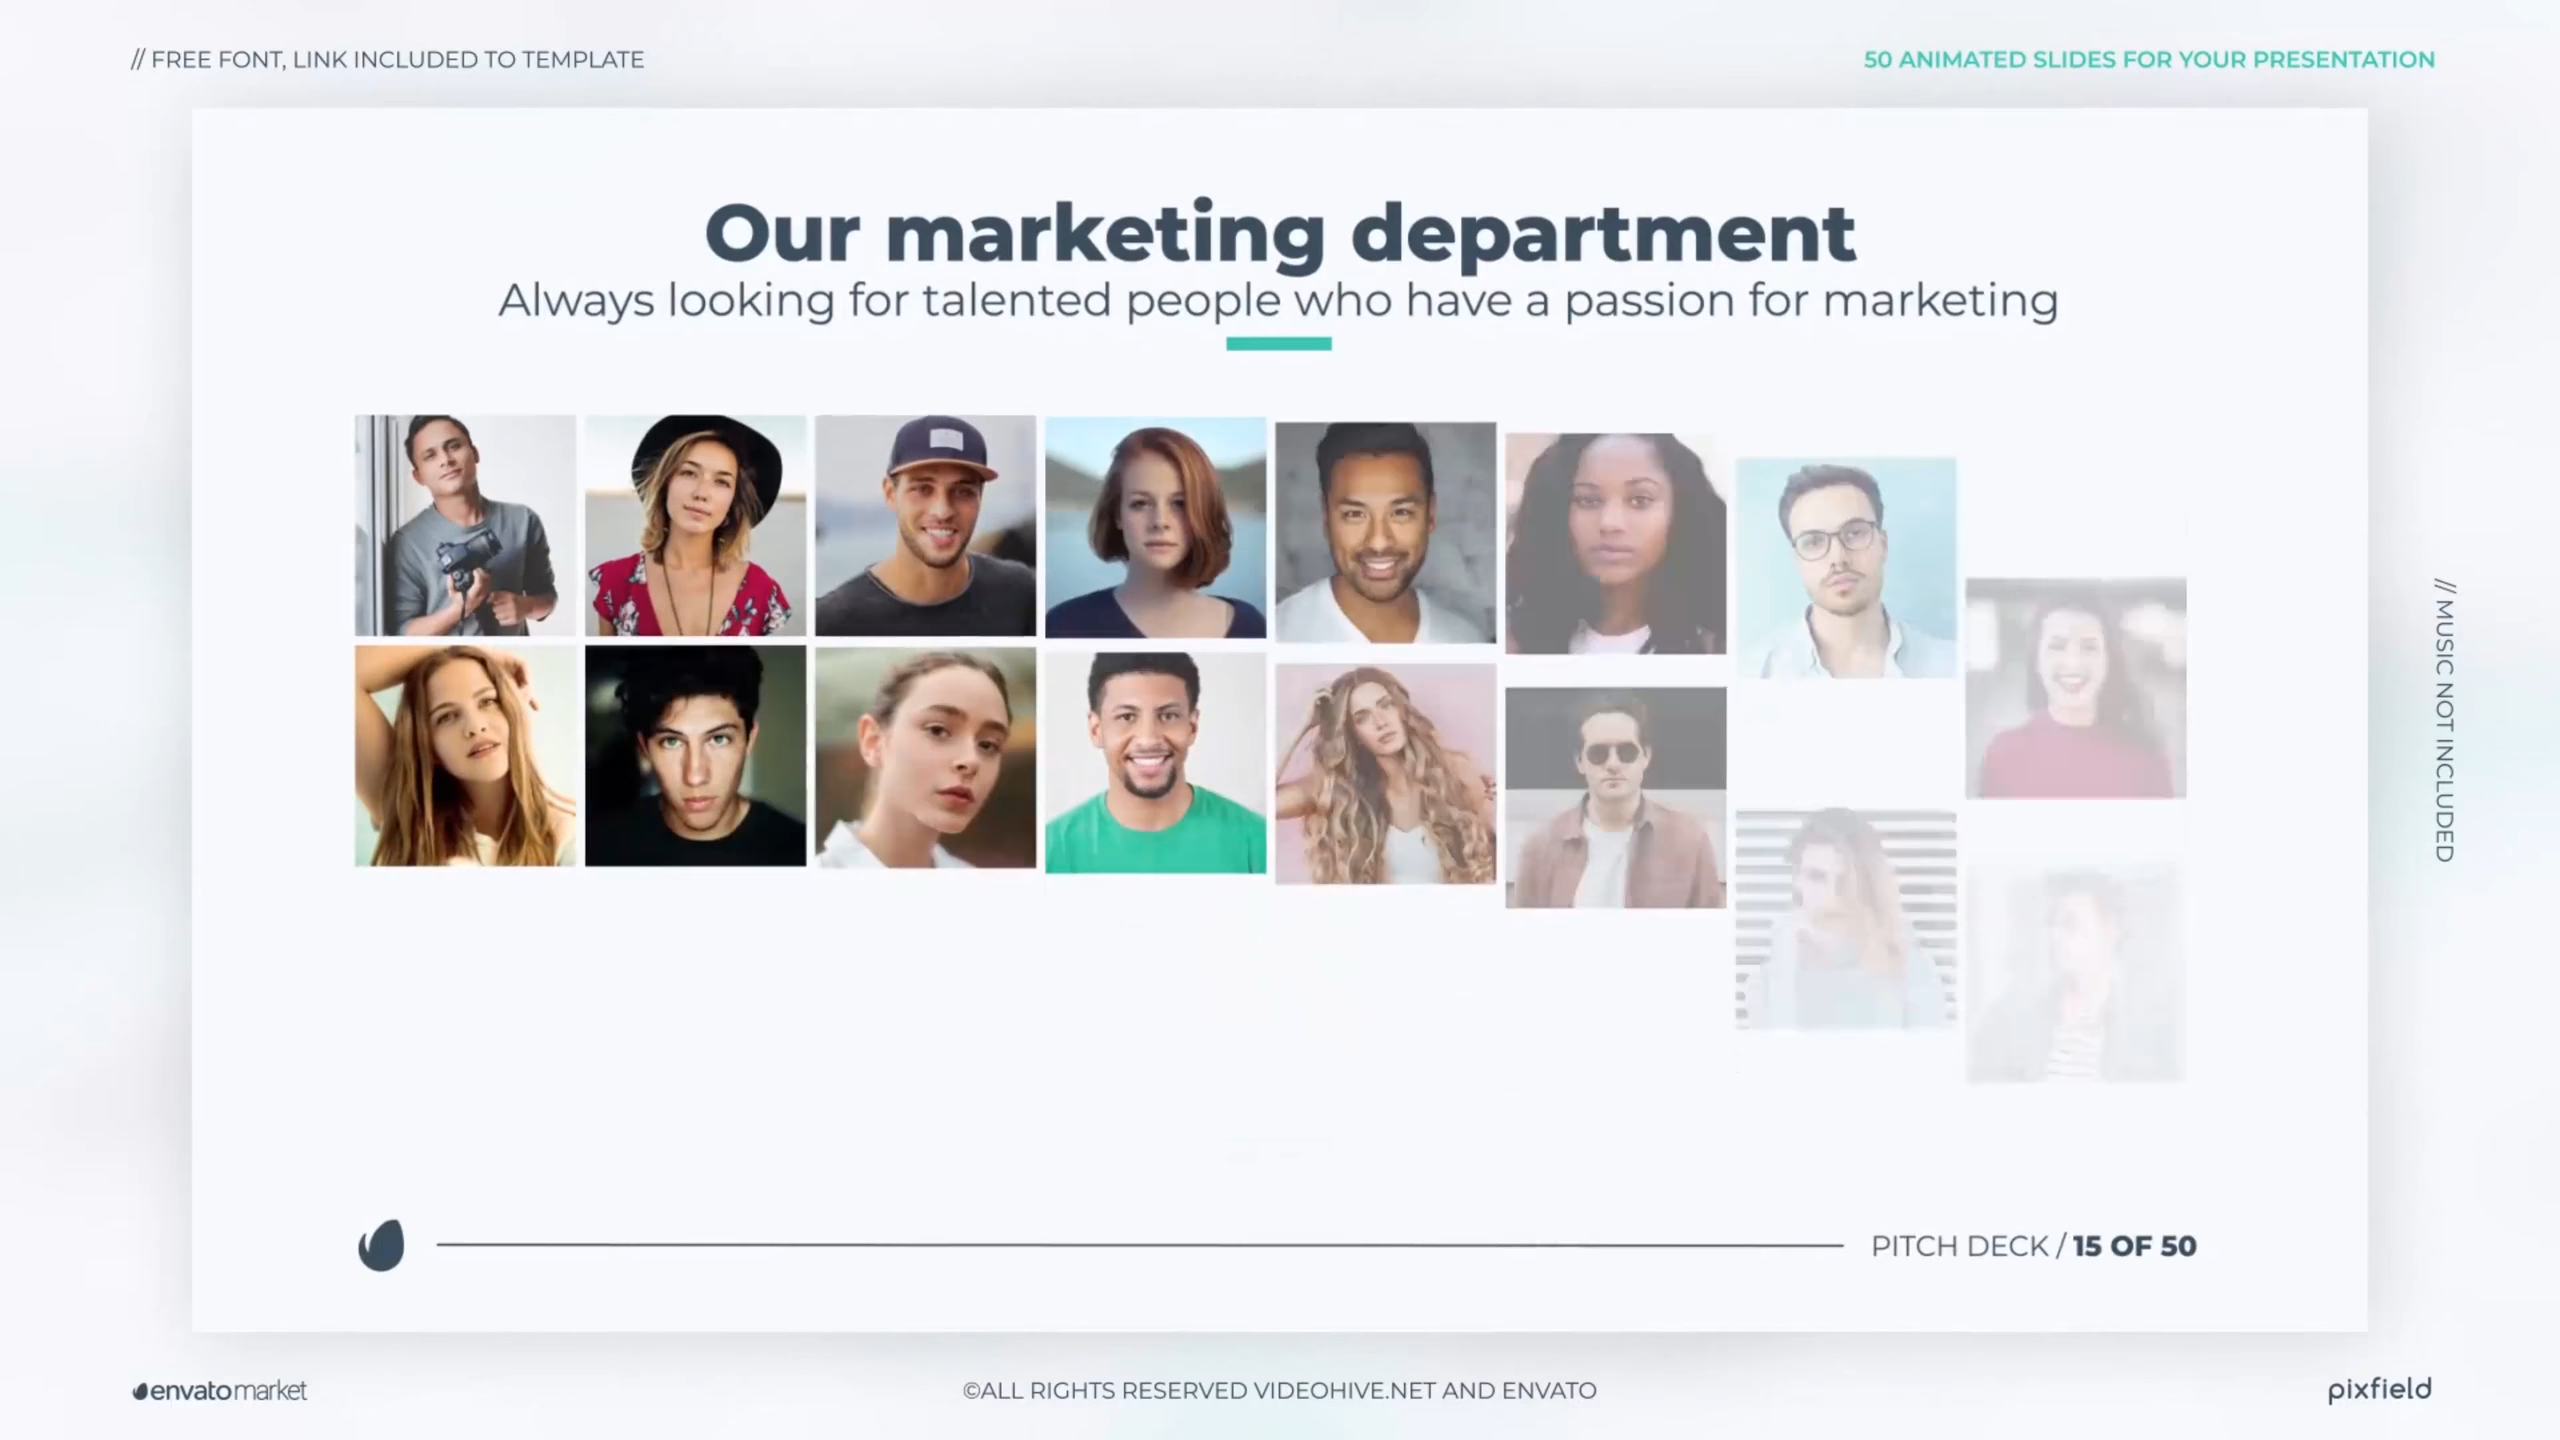 // FREE FONT, LINK INCLUDED TO TEMPLATE
50 ANIMATED SLIDES FOR YOUR PRESENTATION
Our marketing department
Always looking for talented people who have a passion for marketing
// MUSIC NOT INCLUDED
PITCH DECK / 15 OF 50
envato market
©ALL RIGHTS RESERVED VIDEOHIVE.NET AND ENVATO
pixfield